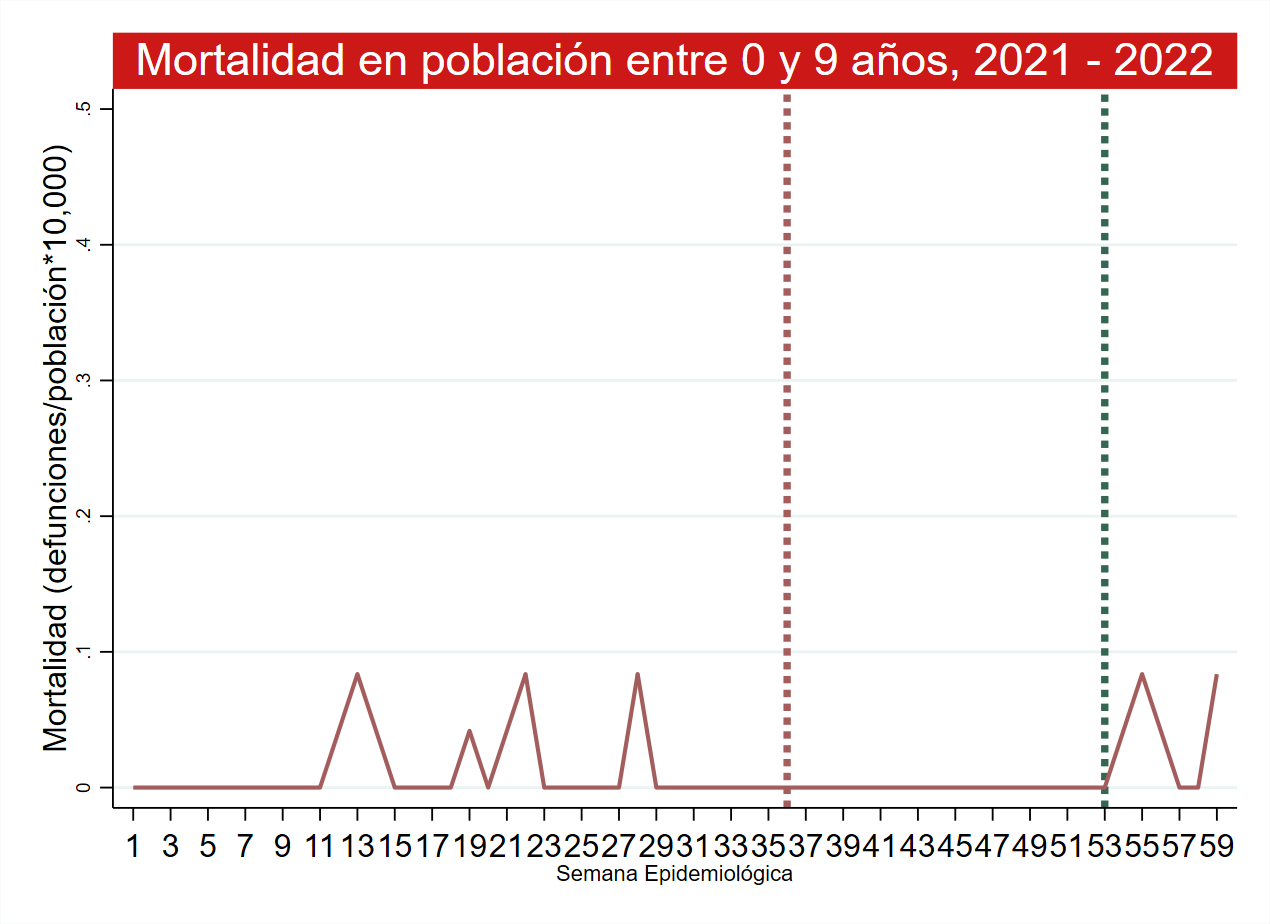 Mortalidad en población entre 0 y 9 años, 2021 - 2022
Mortalidad (defunciones/población*10,000)
.5
.4
.3
.2
.1
0
1 3 5 7 9 11 13 15 17 19 21 23 25 27 29 31 33 35 37 39 41 43 45 47 49 51 53 55 57 59
Semana Epidemiológica